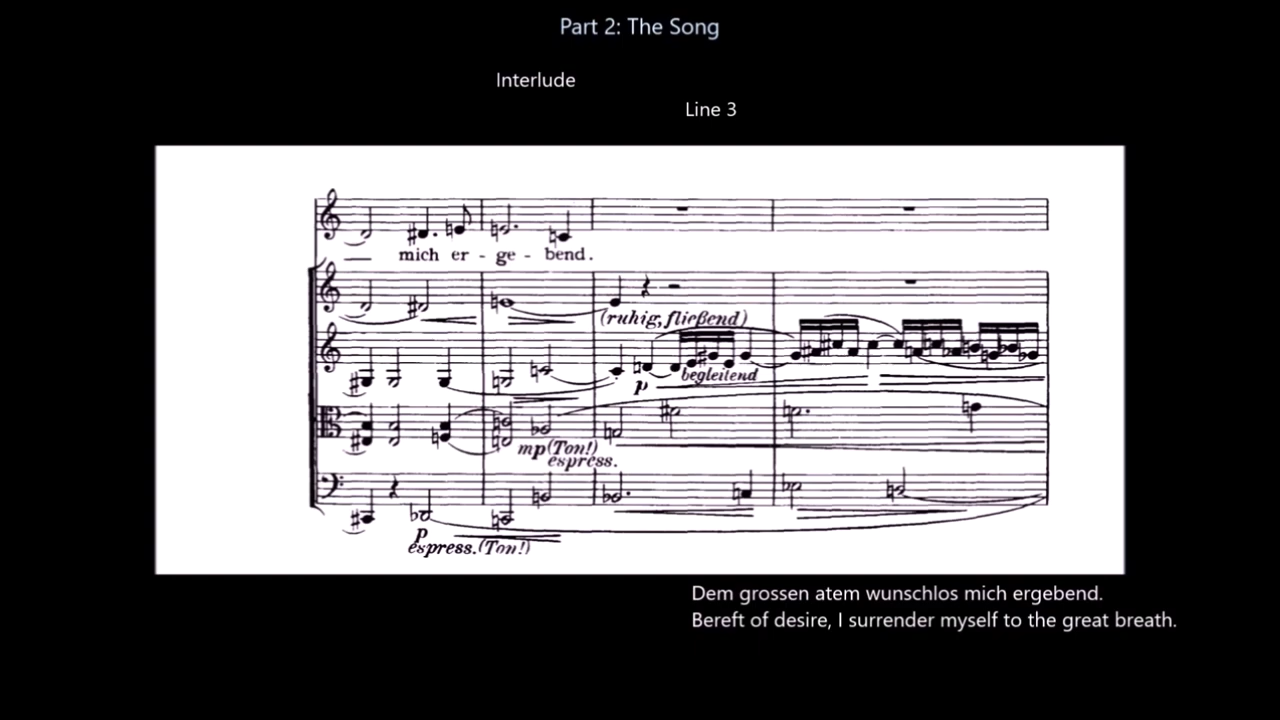 Part 2: The Song
Interlude
Line 3
mich er - ge - bend.
(ruhig, fließend)
p begleitend
mp (Ton!)
espress.
p
espress. (Ton!)
Dem grossen atem wunschlos mich ergebend.
Bereft of desire, I surrender myself to the great breath.